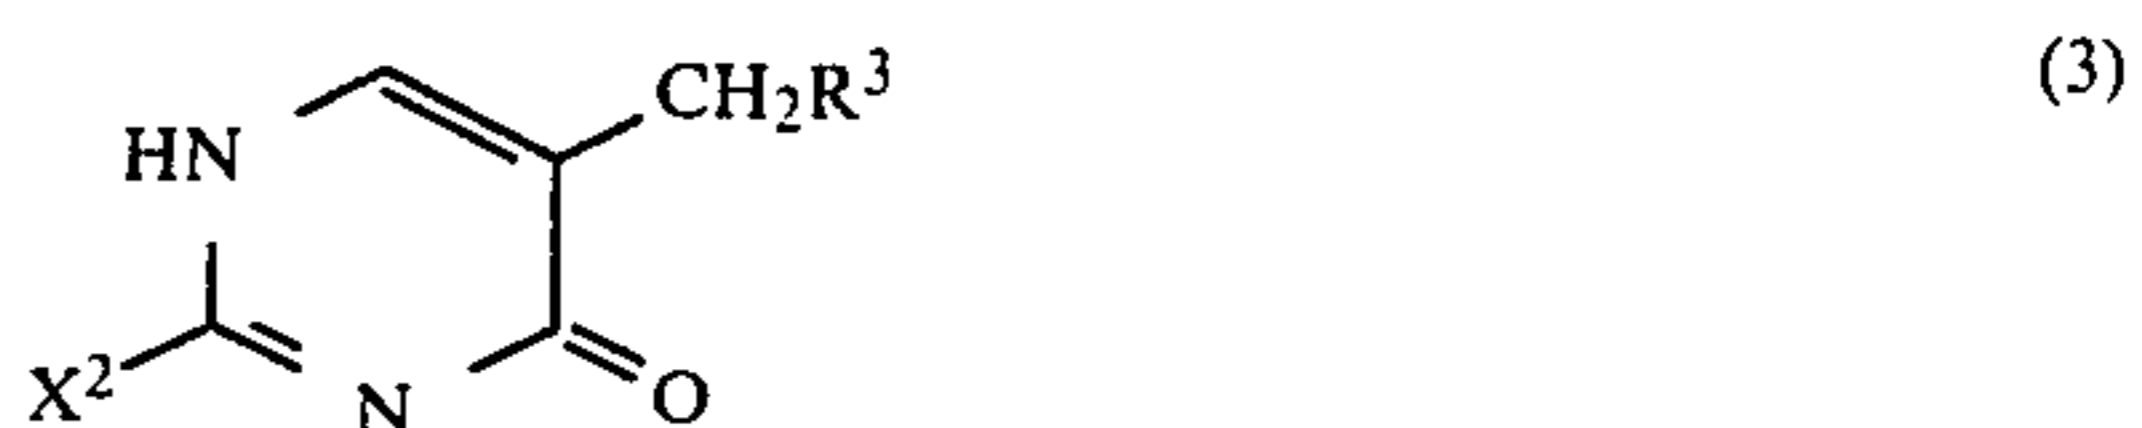 CH₂R³ (3)
HN
X² N O